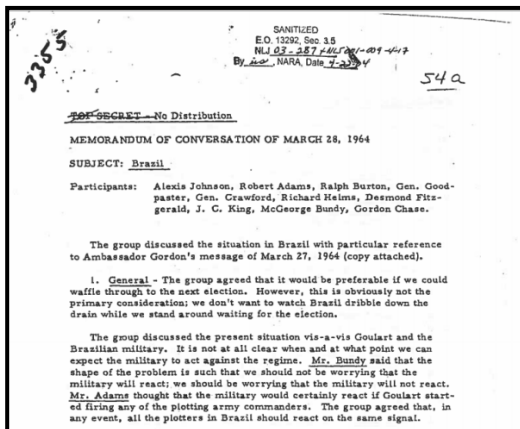 3355
SANITIZED
E.O. 13292, Sec. 3.5
NLJ 03-287
By NARA, Date
54a
TOP SECRET - No Distribution
MEMORANDUM OF CONVERSATION OF MARCH 28, 1964
SUBJECT: Brazil
Participants: Alexis Johnson, Robert Adams, Ralph Burton, Gen. Good-
paster, Gen. Crawford, Richard Helms, Desmond Fitz-
gerald, J. C. King, McGeorge Bundy, Gordon Chase.
The group discussed the situation in Brazil with particular reference
to Ambassador Gordon's message of March 27, 1964 (copy attached).
1. General - The group agreed that it would be preferable if we could
waffle through to the next election. However, this is obviously not the
primary consideration; we don't want to watch Brazil dribble down the
drain while we stand around waiting for the election.
The group discussed the present situation vis-a-vis Goulart and the
Brazilian military. It is not at all clear when and at what point we can
expect the military to act against the regime. Mr. Bundy said that the
shape of the problem is such that we should not be worrying that the
military will react; we should be worrying that the military will not react.
Mr. Adams thought that the military would certainly react if Goulart start-
ed firing any of the plotting army commanders. The group agreed that, in
any event, all the plotters in Brazil should react on the same signal.